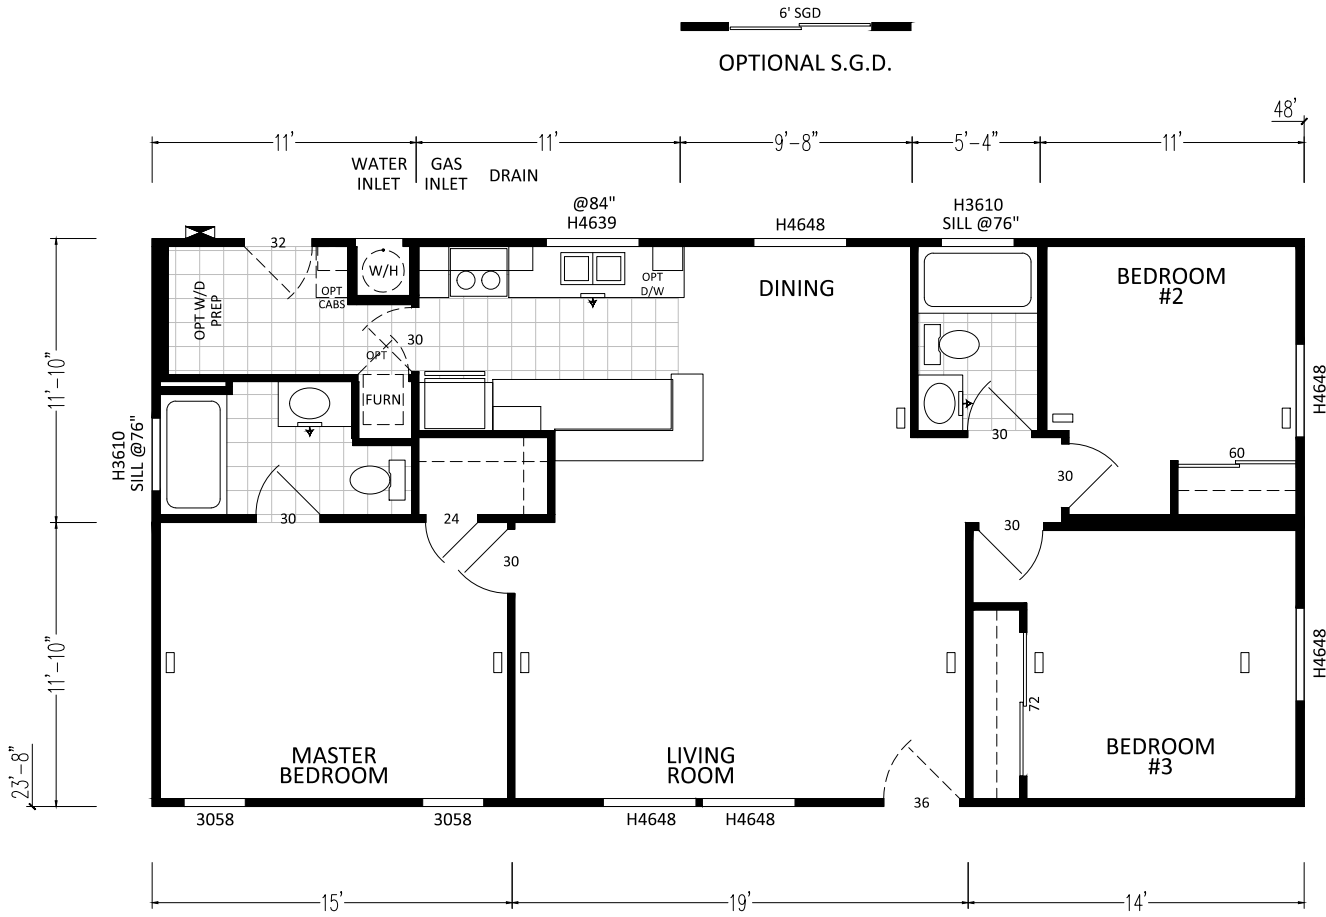 6' SGD
OPTIONAL S.G.D.
48'
11'
11'
9'-8"
5'-4"
11'
WATER
INLET
GAS
INLET
DRAIN
@84"
H4639
H4648
H3610
SILL @76"
32
W/H
OPT W/D
PREP
OPT
CABS
OPT
D/W
DINING
BEDROOM
#2
30
OPT
FURN
11'-10"
H3610
SILL @76"
H4648
30
60
30
30
24
30
30
11'-10"
23'-8"
H4648
72
MASTER
BEDROOM
LIVING
ROOM
BEDROOM
#3
36
3058
3058
H4648
H4648
15'
19'
14'